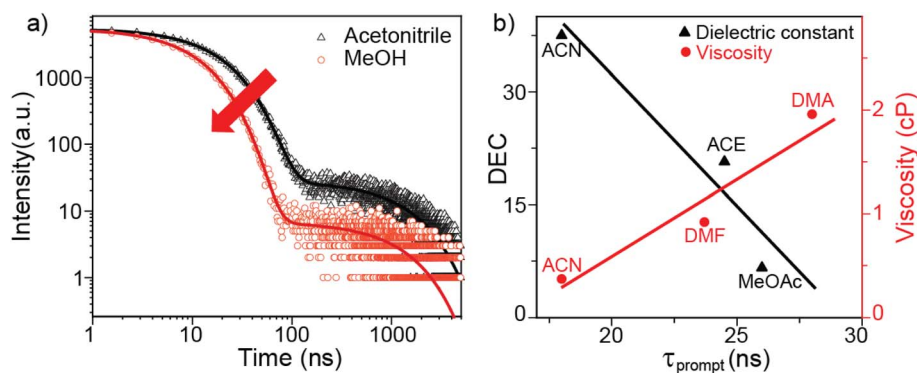 a)
Acetonitrile
MeOH
Intensity(a.u.)
1000
100
10
1
1 10 100 1000
Time (ns)
b)
Dielectric constant
Viscosity
ACN
DMA
ACE
DMF
ACN
MeOAc
DEC
30
15
0
Viscosity (cP)
2
1
0
20 25 30
τprompt (ns)